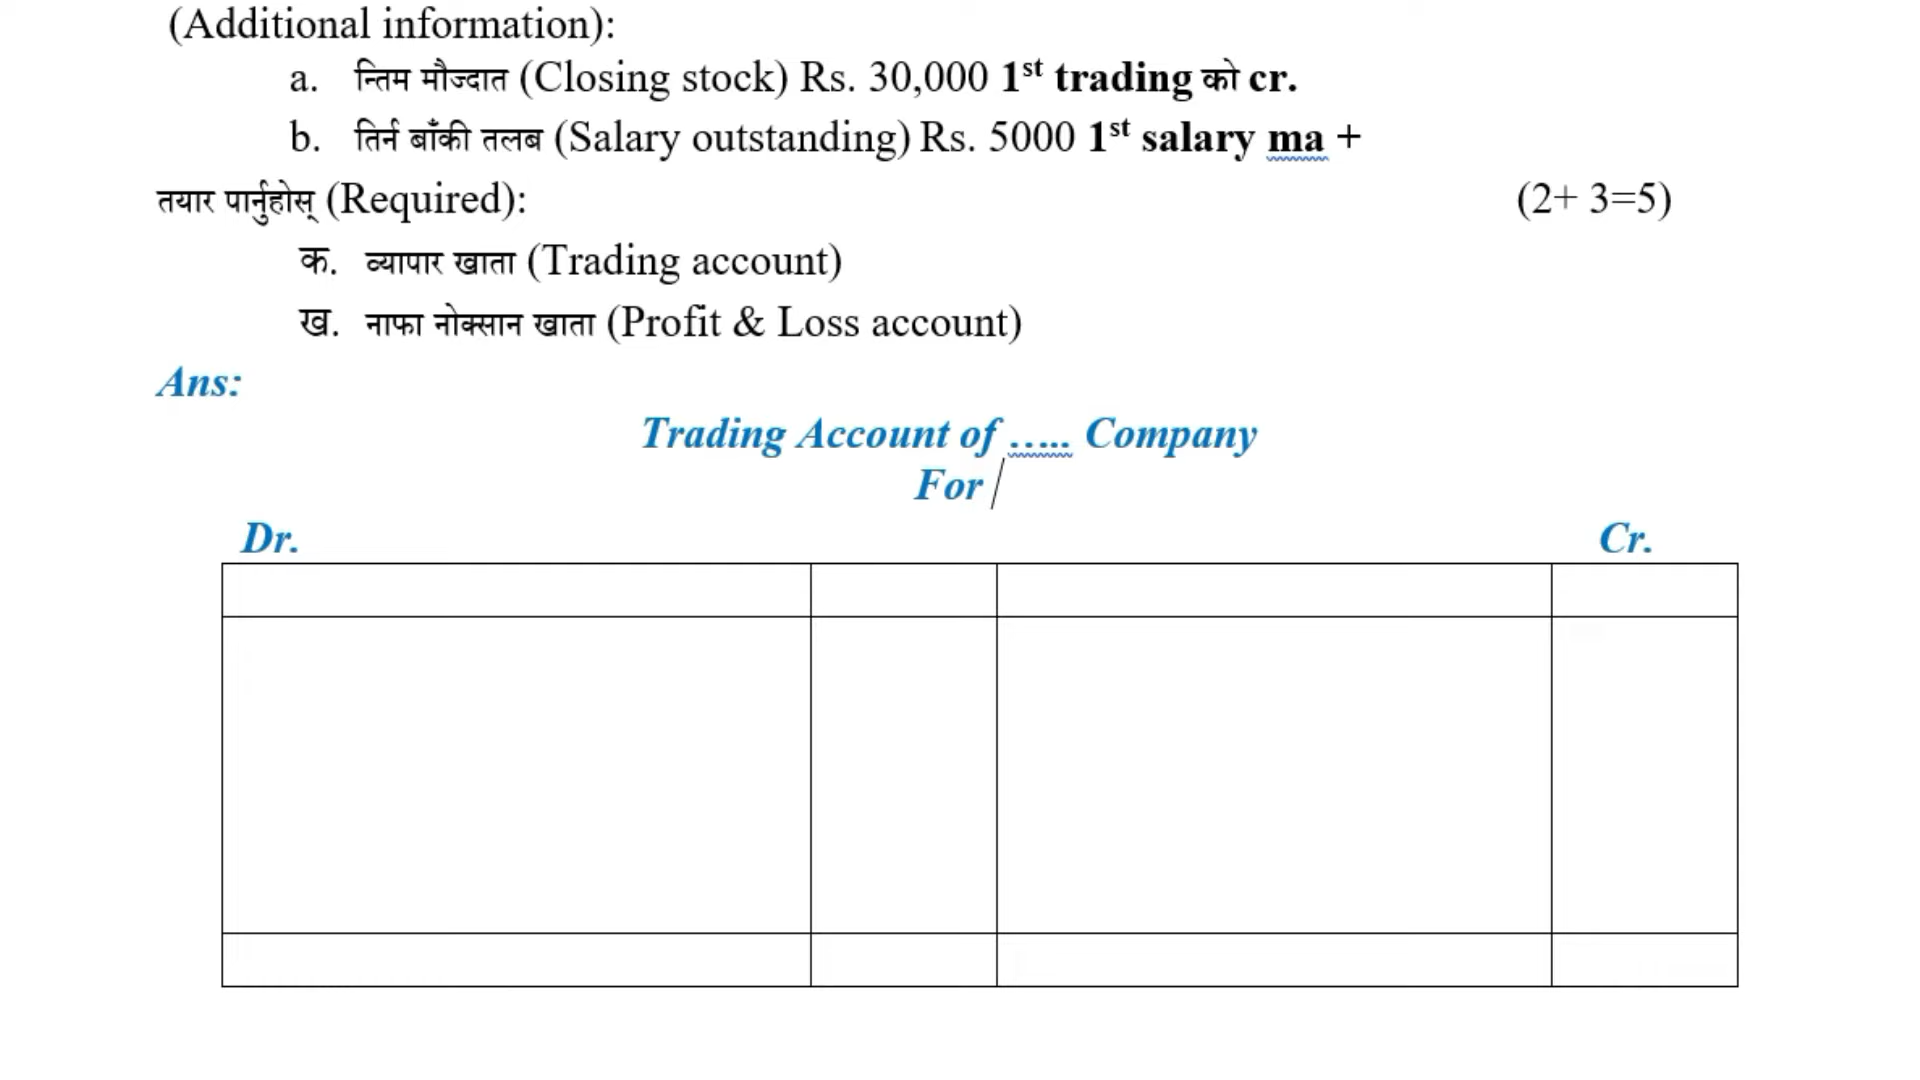 (Additional information):
a. न्तिम मौज्दात (Closing stock) Rs. 30,000 1st trading को cr.
b. तिर्न बाँकी तलब (Salary outstanding) Rs. 5000 1st salary ma +
तयार पार्नुहोस् (Required): (2+ 3=5)
क. व्यापार खाता (Trading account)
ख. नाफा नोक्सान खाता (Profit & Loss account)
Ans:
Trading Account of ….. Company
For
Dr. Cr.